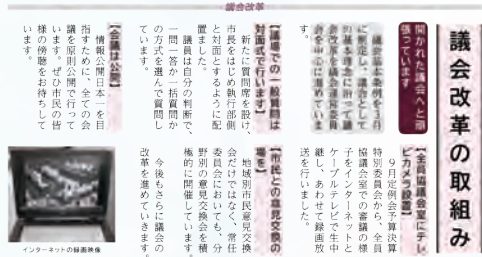 議会改革
議会改革の取組み
開かれた議会へと頑
張っています
議会基本条例を3月
に制定し、議会として
の基本理念に沿って議
会改革を議会運営委員
会を中心に進めていま
す。
【全員協議会室にテレ
ビカメラ設置】
9月定例会予算決算
特別委員会から、全員
協議会室での審議の様
子をインターネットと
ケーブルテレビで生中
継し、あわせて録画放
送を行いました。
【議場での一般質問は
対面式で行います】
新たに質問席を設け、
市長をはじめ執行部側
と対面とするように配
置ました。
議員は自分の判断で、
一問一答か一括質問か
の方式を選んで質問し
ています。
【市民との意見交換の
場を】
地域別市民意見交換
会だけではなく、常任
委員会においても、分
野別の意見交換会を積
極的に開催しています。
今後もさらに議会の
改革を進めていきます。
【会議は公開】
情報公開日本一を目
指すために、全ての会
議を原則公開で行って
います。ぜひ市民の皆
様の傍聴をお待ちして
います。
インターネットの録画映像